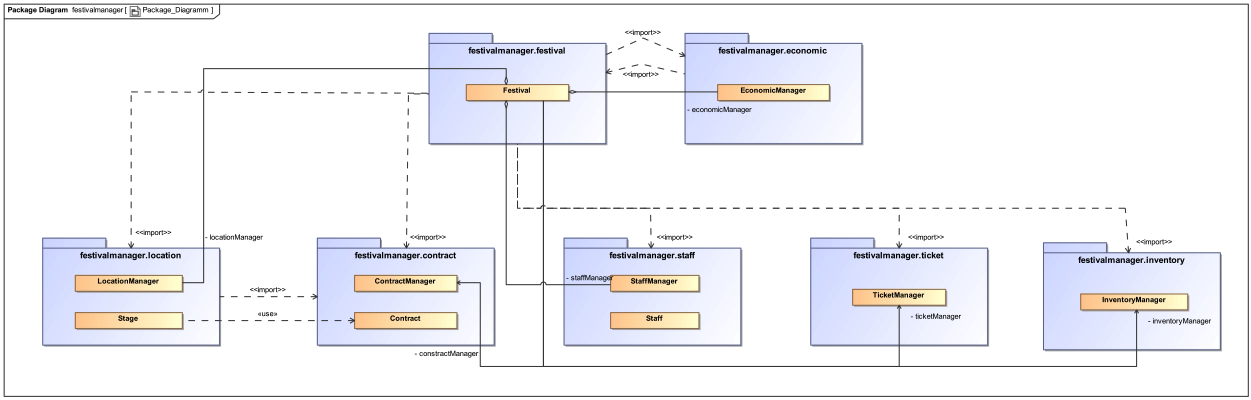 Package Diagram festivalmanager [ Package_Diagramm ]
<<import>>
festivalmanager.festival
festivalmanager.economic
<<import>>
Festival
EconomicManager
- economicManager
<<import>>
- locationManager
<<import>>
<<import>>
<<import>>
<<import>>
festivalmanager.location
festivalmanager.contract
festivalmanager.staff
festivalmanager.ticket
festivalmanager.inventory
LocationManager
ContractManager
- staffManager
StaffManager
<<import>>
TicketManager
InventoryManager
Stage
«use»
Contract
Staff
- ticketManager
- inventoryManager
- constractManager